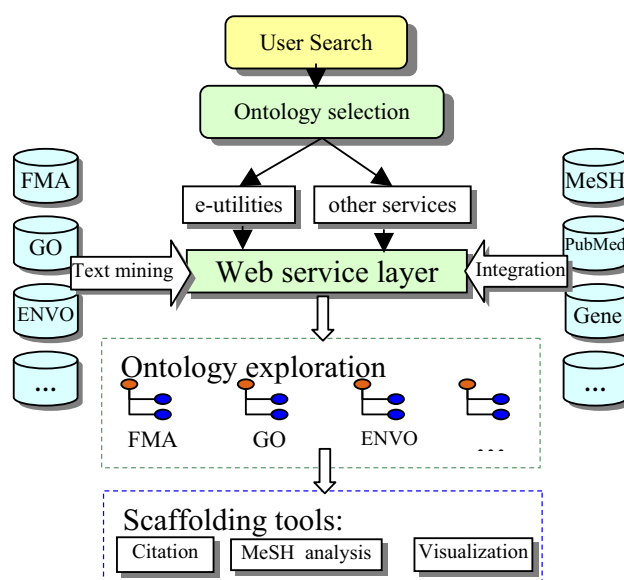 User Search
Ontology selection
FMA
MeSH
e-utilities
other services
GO
PubMed
Text mining
Web service layer
Integration
ENVO
Gene
...
...
Ontology exploration
FMA
GO
ENVO
...
Scaffolding tools:
Citation
MeSH analysis
Visualization